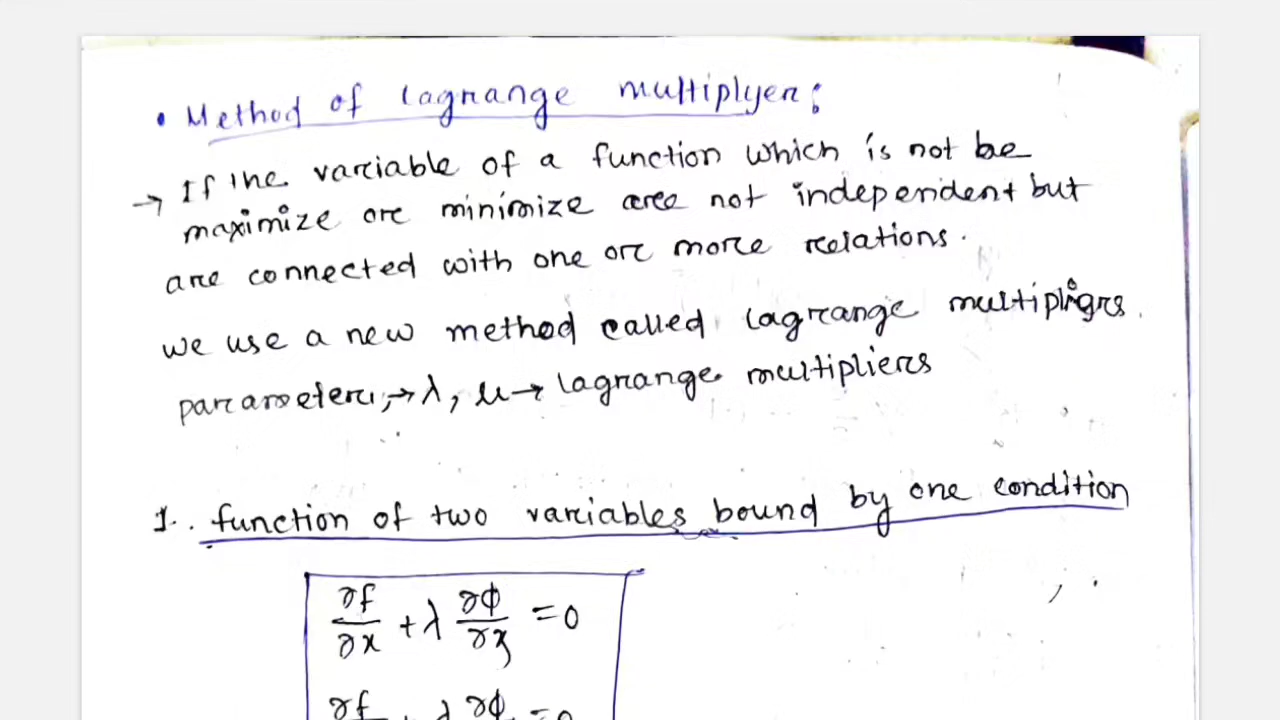 • Method of lagrange multiplyer:
→ If the variable of a function which is not be
maximize or minimize are not independent but
are connected with one or more relations.
we use a new method called lagrange multipligrs.
parameter, → λ, μ → lagrange multipliers
1. function of two variables bound by one condition
∂f/∂x + λ ∂φ/∂x = 0
∂f + λ ∂φ = 0